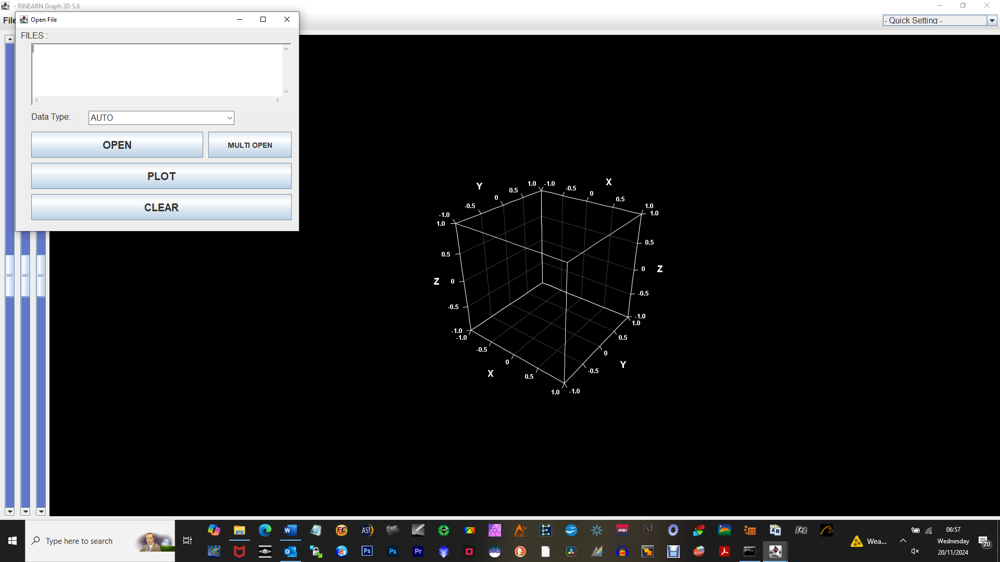 - RINEARN Graph 3D 5.6
File
- Quick Setting -
Open File
FILES :
Data Type:
AUTO
OPEN
MULTI OPEN
PLOT
CLEAR
Y
X
1.0
-1.0
0.5
-0.5
0
0
-0.5
0.5
-1.0
1.0
1.0
1.0
0.5
0.5
Z
0
0
Z
-0.5
-0.5
-1.0
-1.0
-1.0
1.0
-0.5
0.5
0
0
X
0.5
-0.5
Y
1.0
-1.0
Type here to search
W
FC
AS!
ASI
AB
Ps
Ps
Pr
Wea...
06:57
Wednesday
20/11/2024
20